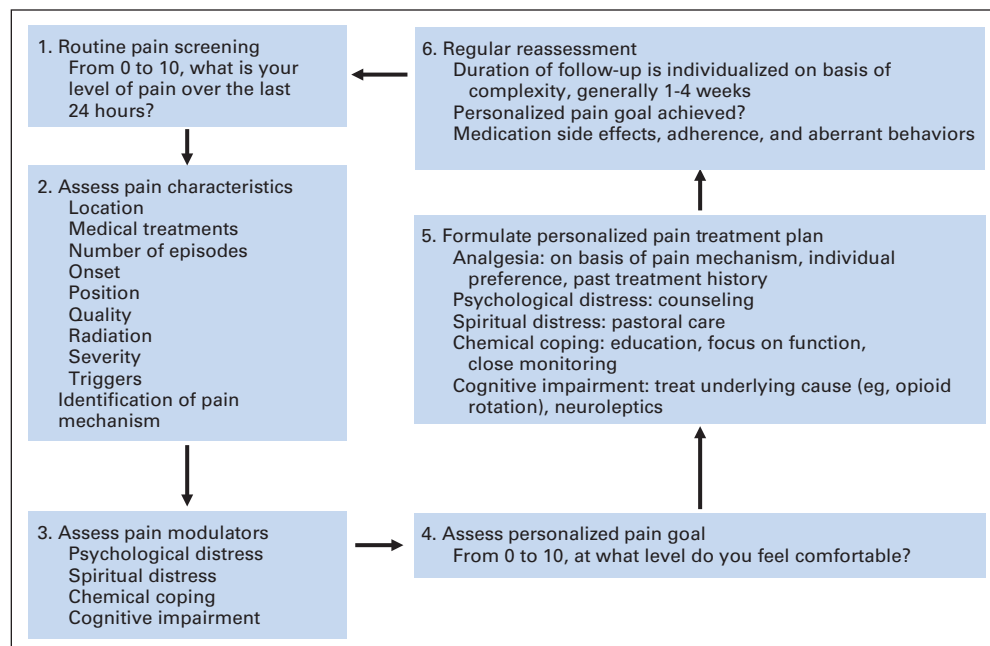 1. Routine pain screening
From 0 to 10, what is your
level of pain over the last
24 hours?
2. Assess pain characteristics
Location
Medical treatments
Number of episodes
Onset
Position
Quality
Radiation
Severity
Triggers
Identification of pain
mechanism
3. Assess pain modulators
Psychological distress
Spiritual distress
Chemical coping
Cognitive impairment
4. Assess personalized pain goal
From 0 to 10, at what level do you feel comfortable?
5. Formulate personalized pain treatment plan
Analgesia: on basis of pain mechanism, individual
preference, past treatment history
Psychological distress: counseling
Spiritual distress: pastoral care
Chemical coping: education, focus on function,
close monitoring
Cognitive impairment: treat underlying cause (eg, opioid
rotation), neuroleptics
6. Regular reassessment
Duration of follow-up is individualized on basis of
complexity, generally 1-4 weeks
Personalized pain goal achieved?
Medication side effects, adherence, and aberrant behaviors